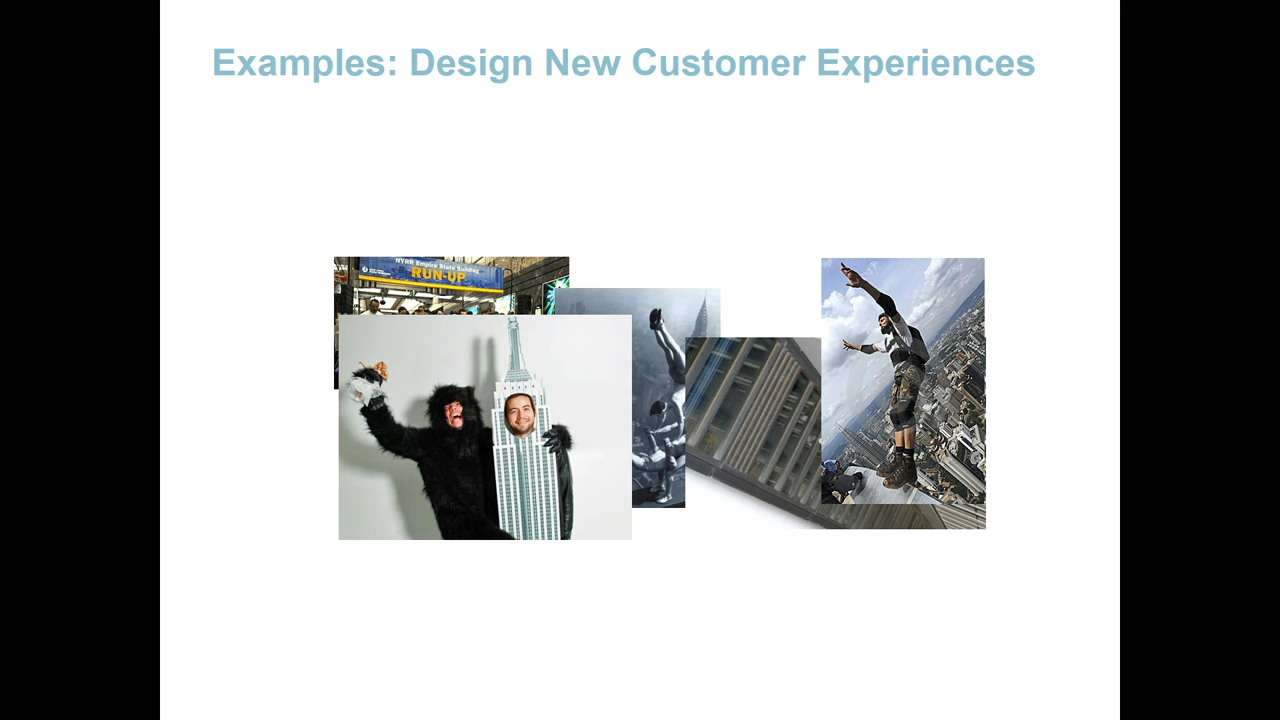 Examples: Design New Customer Experiences
NYRR Empire State Building
RUN-UP